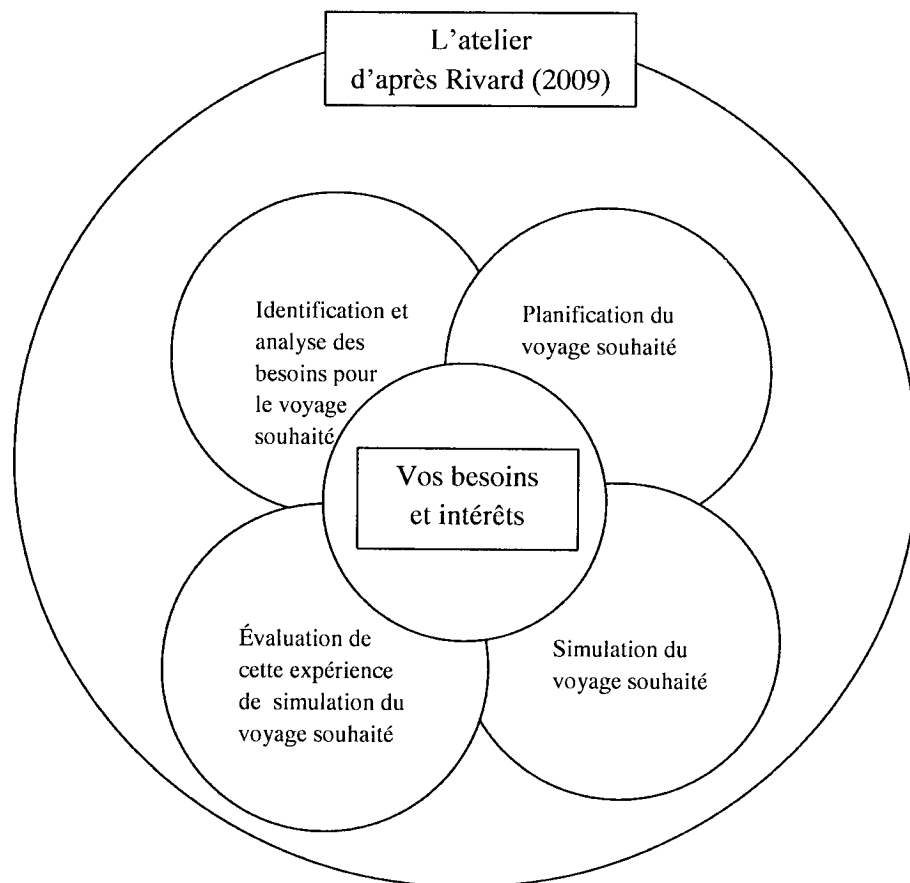 L'atelier
d'après Rivard (2009)
Identification et
analyse des
besoins pour
le voyage
souhaité
Planification du
voyage souhaité
Vos besoins
et intérêts
Évaluation de
cette expérience
de simulation du
voyage souhaité
Simulation du
voyage souhaité